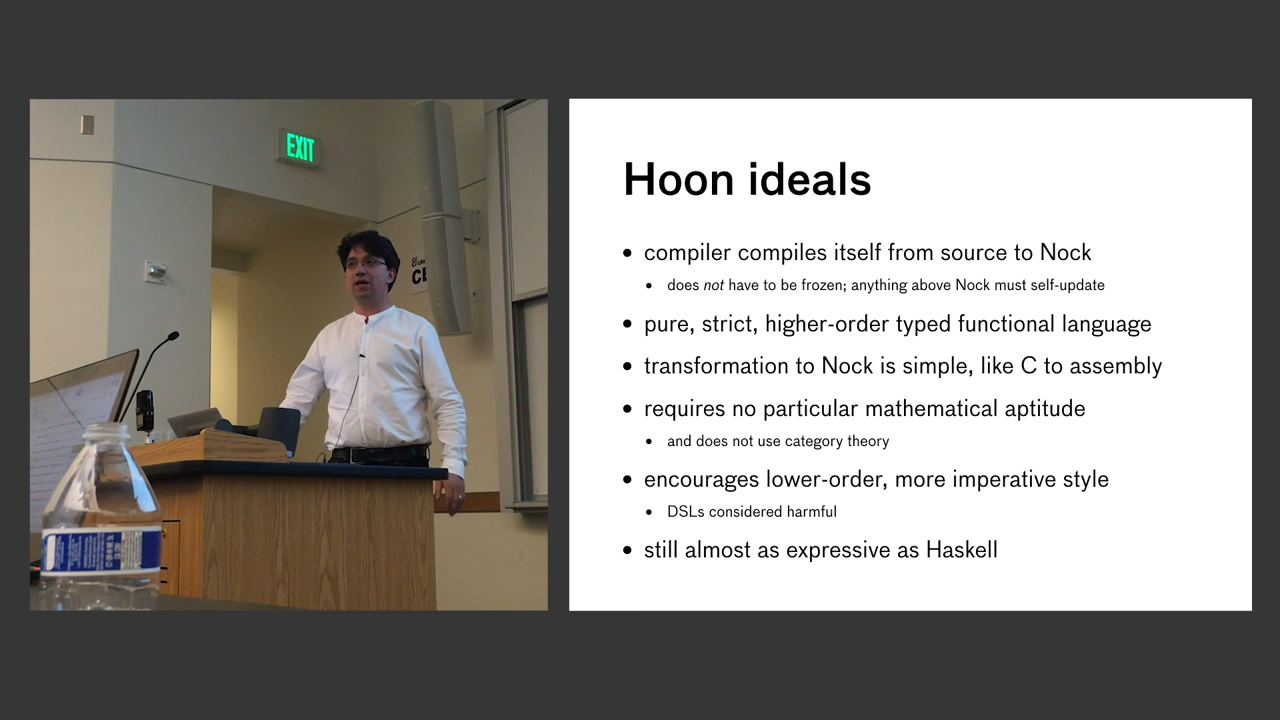 EXIT
Hoon ideals
compiler compiles itself from source to Nock
does not have to be frozen; anything above Nock must self-update
pure, strict, higher-order typed functional language
transformation to Nock is simple, like C to assembly
requires no particular mathematical aptitude
and does not use category theory
encourages lower-order, more imperative style
DSLs considered harmful
still almost as expressive as Haskell